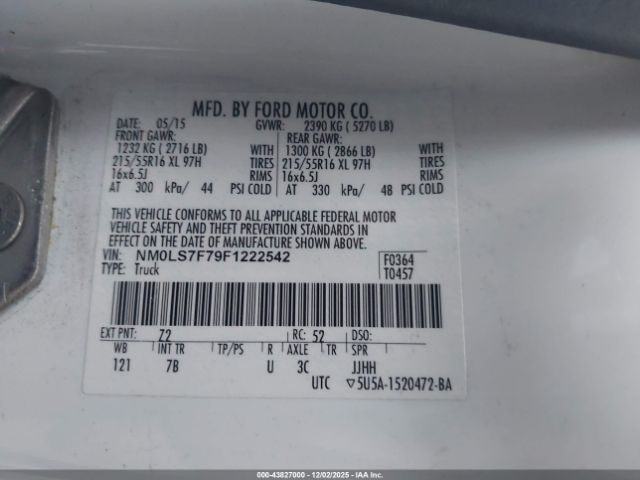 MFD. BY FORD MOTOR CO.
DATE: 05/15 GVWR: 2390 KG ( 5270 LB)
FRONT GAWR: REAR GAWR:
1232 KG ( 2716 LB) WITH 1300 KG ( 2866 LB) WITH
215/55R16 XL 97H TIRES 215/55R16 XL 97H TIRES
16x6.5J RIMS 16x6.5J RIMS
AT 300 kPa/ 44 PSI COLD AT 330 kPa/ 48 PSI COLD
THIS VEHICLE CONFORMS TO ALL APPLICABLE FEDERAL MOTOR
VEHICLE SAFETY AND THEFT PREVENTION STANDARDS IN
EFFECT ON THE DATE OF MANUFACTURE SHOWN ABOVE.
VIN: NM0LS7F79F1222542 F0364
TYPE: Truck T0457
EXT PNT: 72 RC: 52 DSO:
WB INT TR TP/PS R AXLE TR SPR
121 7B U 3C JJHH
UTC ▽5U5A-1520472-BA
000-43827000 - 12/02/2025 - IAA Inc.